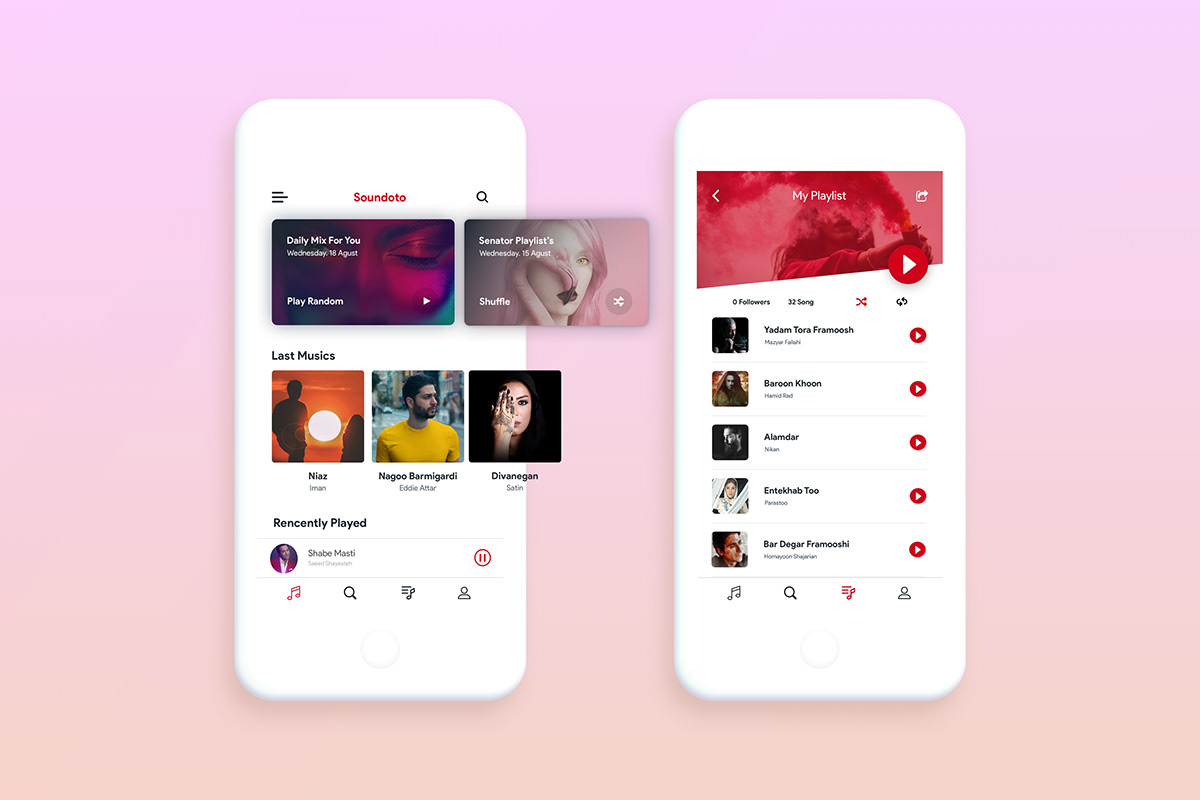 Soundoto
Daily Mix For You
Wednesday. 18 Agust
Play Random
Senator Playlist's
Wednesday. 15 Agust
Shuffle
Last Musics
Niaz
Iman
Nagoo Barmigardi
Eddie Attar
Divanegan
Satin
Rencently Played
Shabe Masti
Saeed Shayesteh
My Playlist
0 Followers
32 Song
Yadam Tora Framoosh
Mazyar Fallahi
Baroon Khoon
Hamid Rad
Alamdar
Nikan
Entekhab Too
Parastoo
Bar Degar Framooshi
Homayoon Shajarian